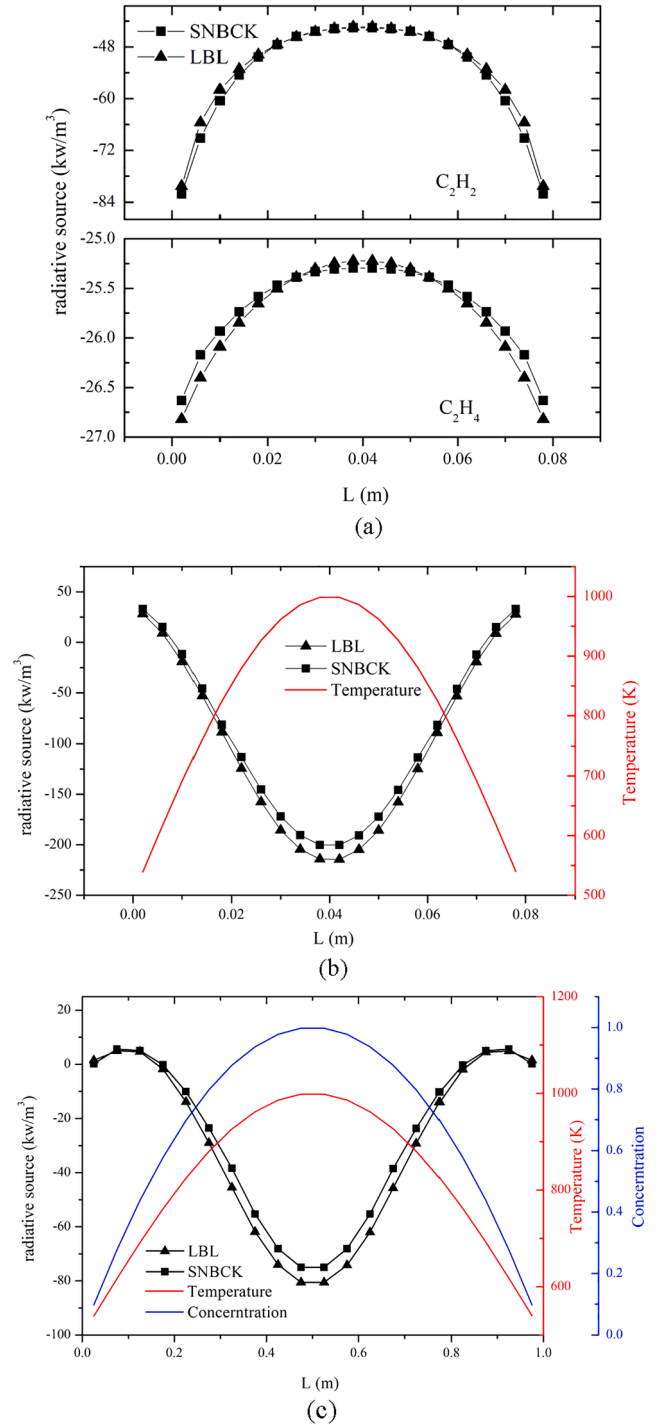 SNBCK
LBL
-48
-60
-72
-84
C2H2
-25.0
-25.5
-26.0
-26.5
-27.0
C2H4
radiative source (kw/m³)
0.00 0.02 0.04 0.06 0.08
L (m)
(a)
50
0
-50
-100
-150
-200
-250
radiative source (kw/m³)
LBL
SNBCK
Temperature
1000
900
800
700
600
500
Temperature (K)
0.00 0.02 0.04 0.06 0.08
L (m)
(b)
20
0
-20
-40
-60
-80
-100
radiative source (kw/m³)
LBL
SNBCK
Temperature
Concerntration
1200
1000
800
600
Temperature (K)
1.0
0.8
0.6
0.4
0.2
0.0
Concerntration
0.0 0.2 0.4 0.6 0.8 1.0
L (m)
(c)